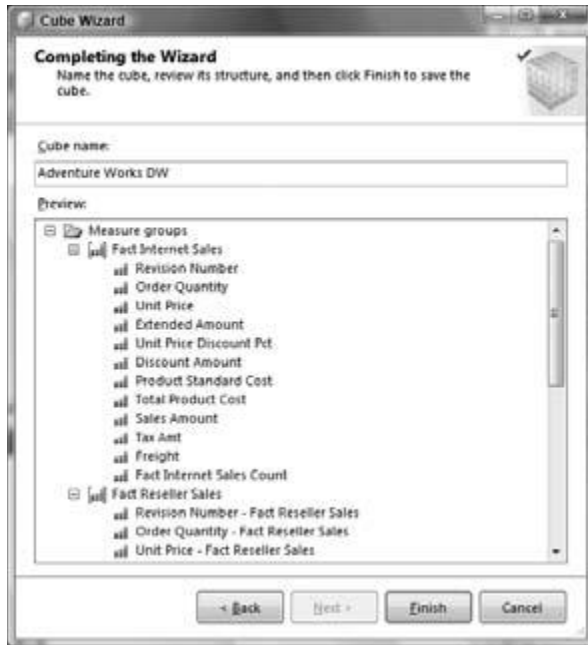 Cube Wizard
Completing the Wizard
Name the cube, review its structure, and then click Finish to save the
cube.
Cube name:
Adventure Works DW
Preview:
Measure groups
Fact Internet Sales
Revision Number
Order Quantity
Unit Price
Extended Amount
Unit Price Discount Pct
Discount Amount
Product Standard Cost
Total Product Cost
Sales Amount
Tax Amt
Freight
Fact Internet Sales Count
Fact Reseller Sales
Revision Number - Fact Reseller Sales
Order Quantity - Fact Reseller Sales
Unit Price - Fact Reseller Sales
< Back
Next >
Finish
Cancel